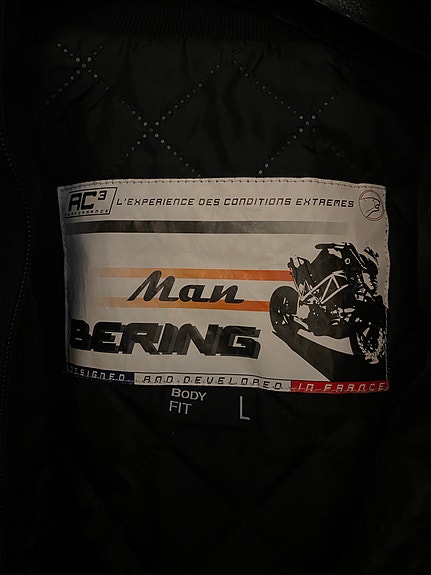 AC3
PERFORMANCE
L'EXPERIENCE DES CONDITIONS EXTREMES
Man
BERING
DESIGNED AND DEVELOPED IN FRANCE
BODY
FIT
L